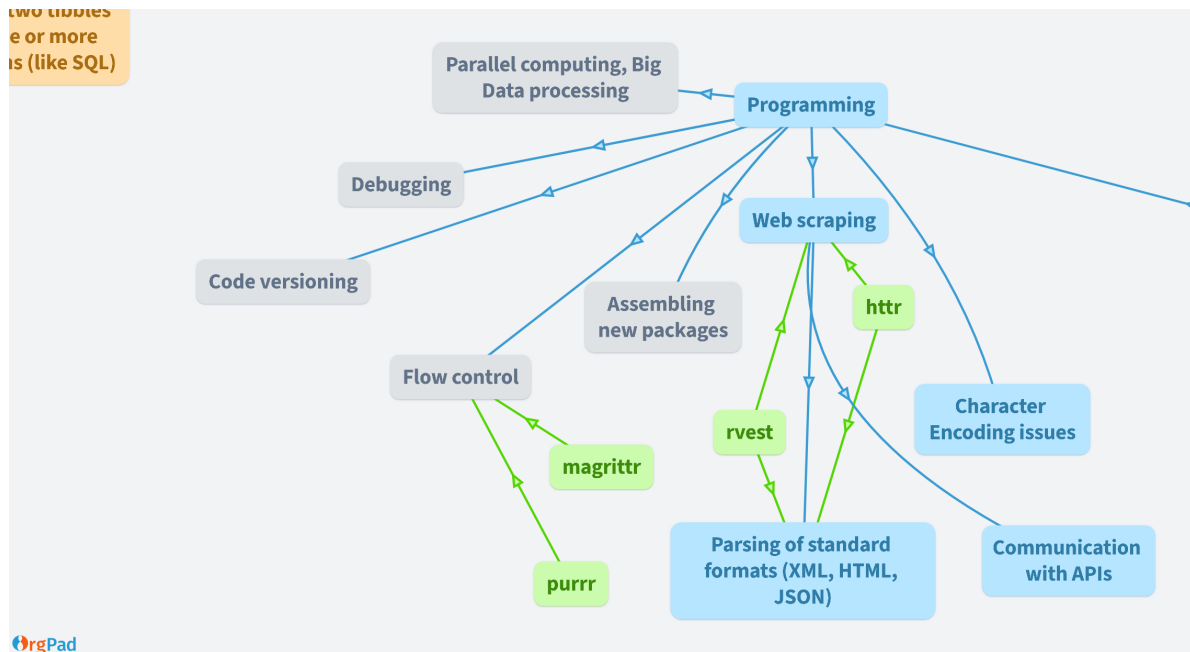 two tibbles
e or more
ns (like SQL)
Parallel computing, Big
Data processing
Programming
Debugging
Web scraping
Code versioning
Assembling
new packages
httr
Flow control
Character
Encoding issues
rvest
magrittr
Parsing of standard
formats (XML, HTML,
JSON)
Communication
with APIs
purrr
OrgPad